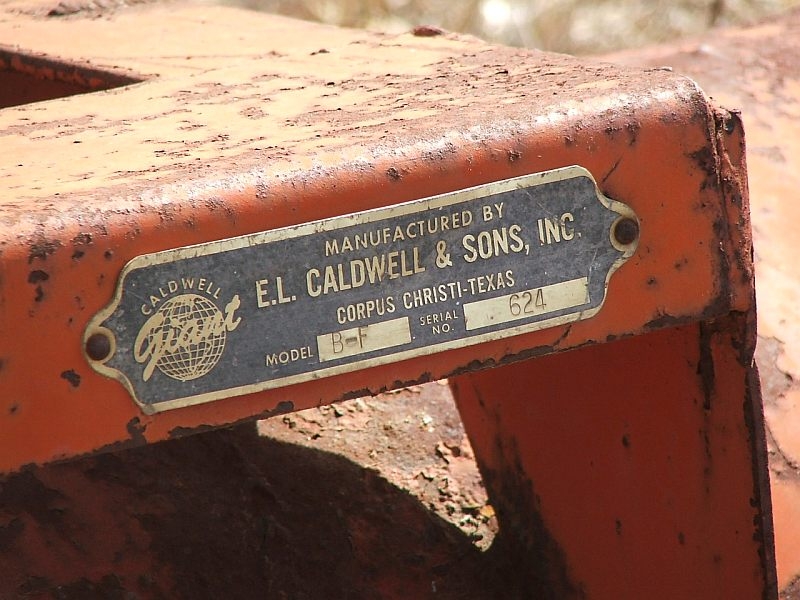 MANUFACTURED BY
E.L. CALDWELL & SONS, INC.
CORPUS CHRISTI-TEXAS
CALDWELL
Giant
MODEL B-F SERIAL NO. 624